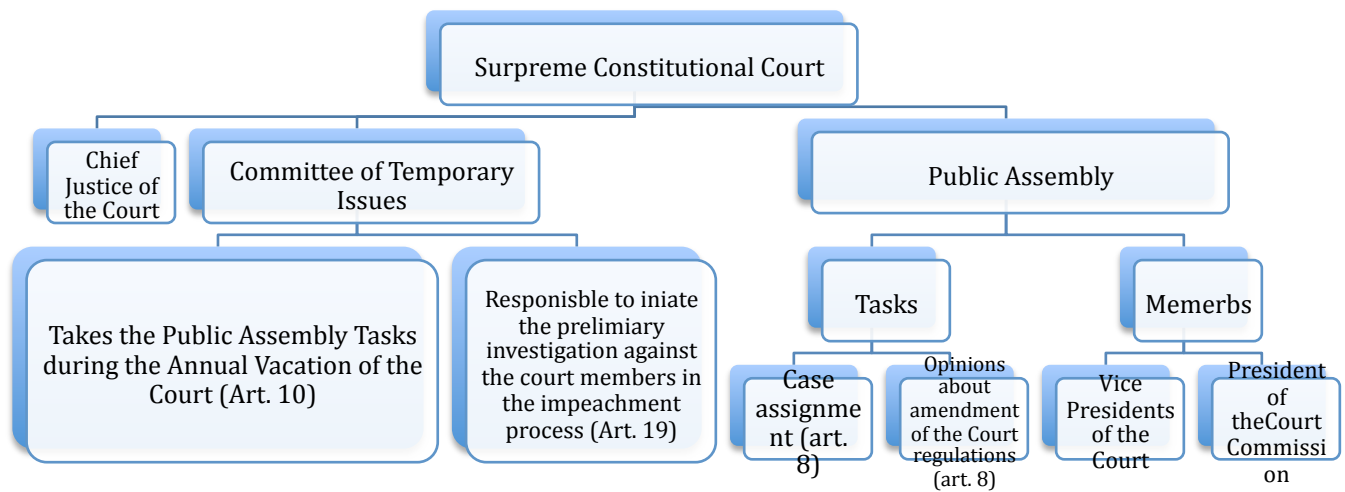 Surpreme Constitutional Court
Chief
Justice of
the Court
Committee of Temporary
Issues
Public Assembly
Takes the Public Assembly Tasks
during the Annual Vacation of the
Court (Art. 10)
Responisble to iniate
the prelimiary
investigation against
the court members in
the impeachment
process (Art. 19)
Tasks
Memerbs
Case
assignme
nt (art.
8)
Opinions
about
amendment
of the Court
regulations
(art. 8)
Vice
Presidents
of the
Court
President
of
theCourt
Commissi
on